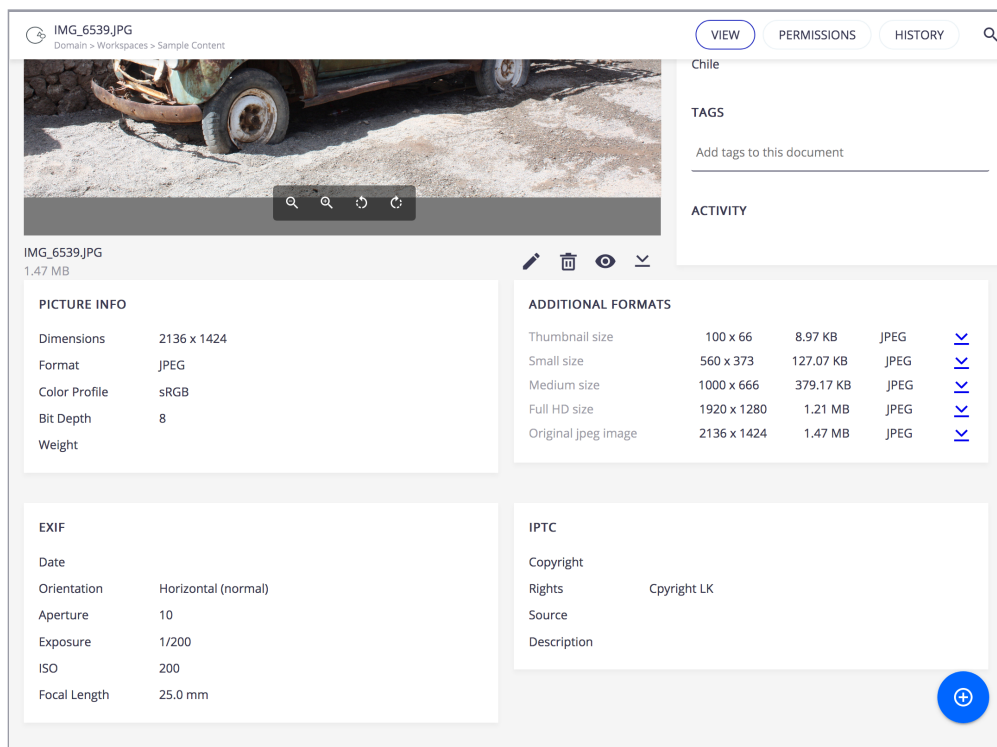 IMG_6539.JPG
Domain > Workspaces > Sample Content
VIEW
PERMISSIONS
HISTORY
Chile
TAGS
Add tags to this document
ACTIVITY
IMG_6539.JPG
1.47 MB
PICTURE INFO
Dimensions 2136 x 1424
Format JPEG
Color Profile sRGB
Bit Depth 8
Weight
ADDITIONAL FORMATS
Thumbnail size 100 x 66 8.97 KB JPEG
Small size 560 x 373 127.07 KB JPEG
Medium size 1000 x 666 379.17 KB JPEG
Full HD size 1920 x 1280 1.21 MB JPEG
Original jpeg image 2136 x 1424 1.47 MB JPEG
EXIF
Date
Orientation Horizontal (normal)
Aperture 10
Exposure 1/200
ISO 200
Focal Length 25.0 mm
IPTC
Copyright
Rights Cpyright LK
Source
Description